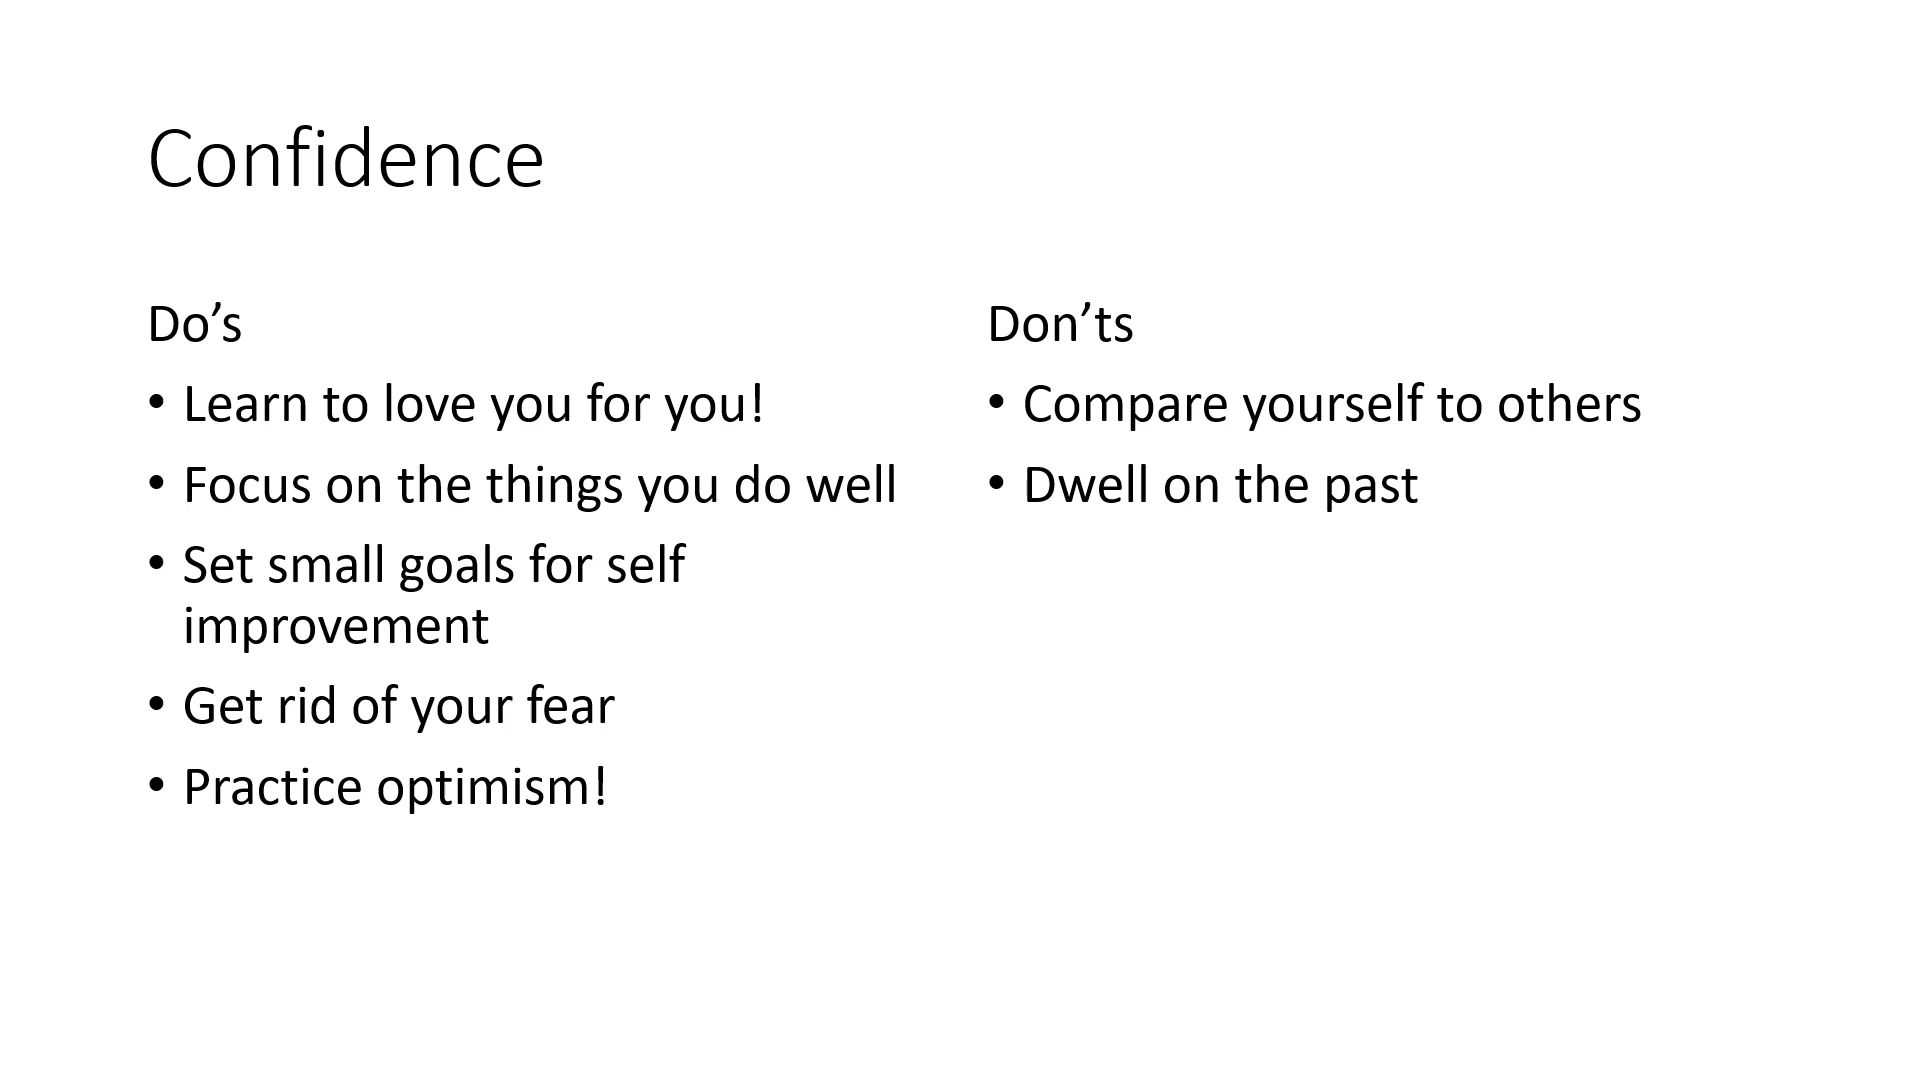 Confidence
Do’s
• Learn to love you for you!
• Focus on the things you do well
• Set small goals for self
improvement
• Get rid of your fear
• Practice optimism!
Don’ts
• Compare yourself to others
• Dwell on the past